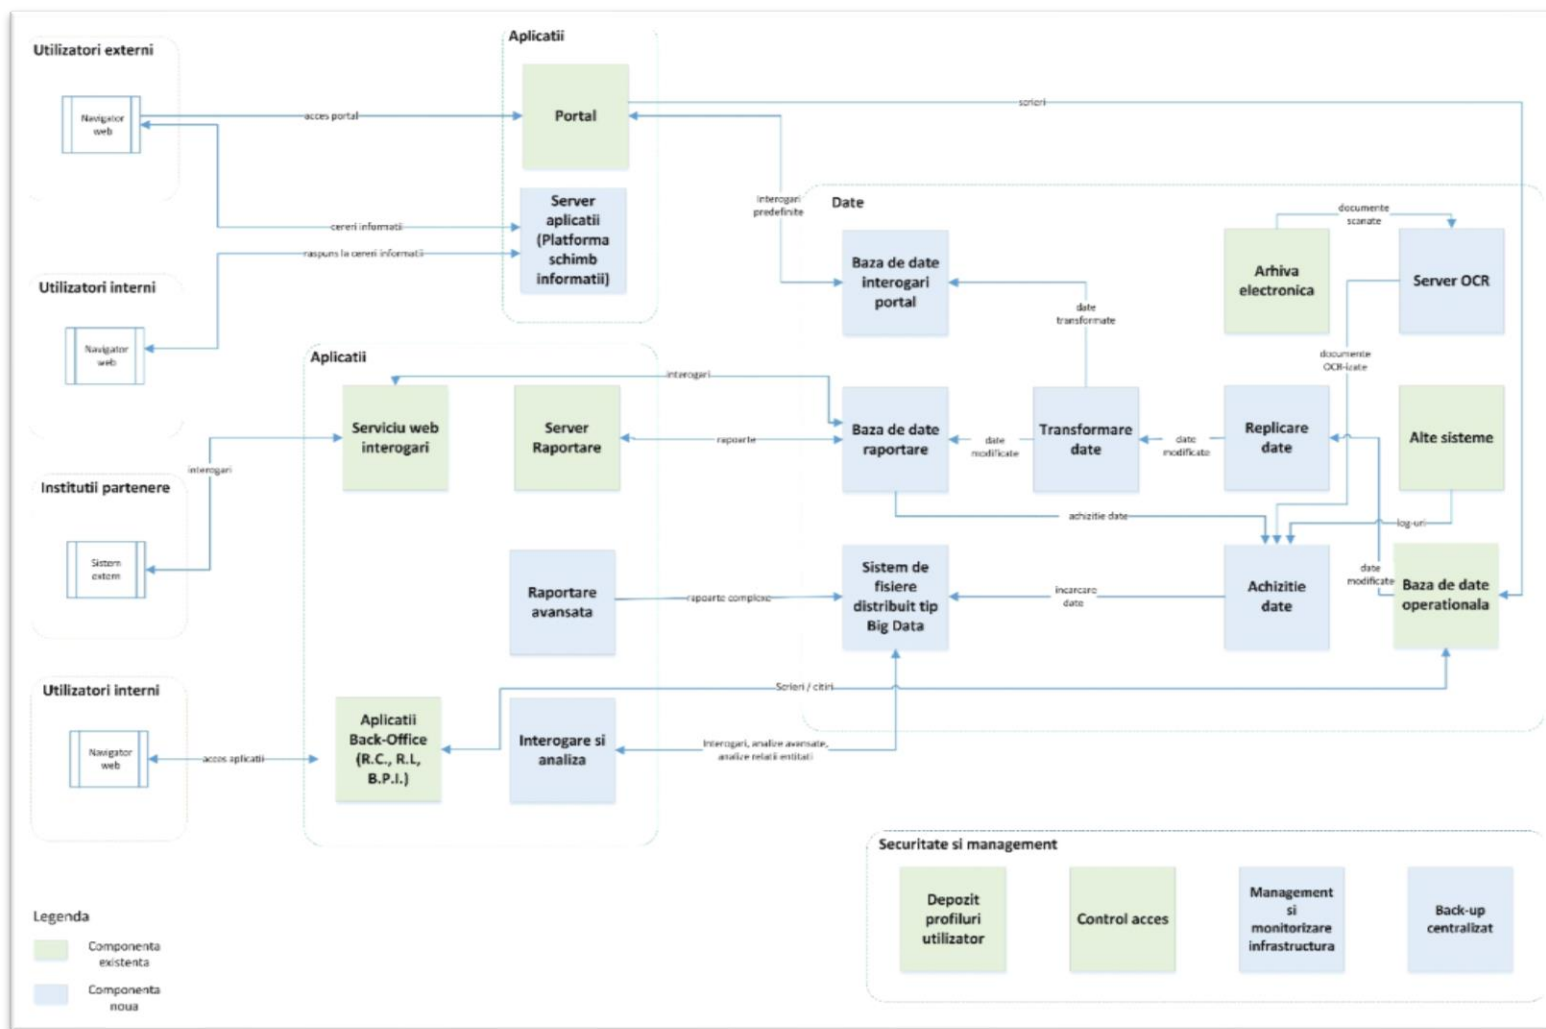 Utilizatori externi
Navigator
web
acces portal
cereri informatii
raspuns la cereri informatii
Utilizatori interni
Navigator
web
Aplicatii
Portal
Server
aplicatii
(Platforma
schimb
informatii)
scrieri
Interogari
predefinite
Date
Baza de date
interogari
portal
date
transformate
Arhiva
electronica
documente
scanate
Server OCR
documente
OCR-izate
Aplicatii
Serviciu web
interogari
Server
Raportare
interogari
rapoarte
Baza de date
raportare
date
modificate
Transformare
date
date
modificate
Replicare
date
Alte sisteme
interogari
Institutii partenere
Sistem
extern
achizitie date
log-uri
Raportare
avansata
rapoarte complexe
Sistem de
fisiere
distribuit tip
Big Data
incarcare
date
Achizitie
date
date
modificate
Baza de date
operationala
Utilizatori interni
Navigator
web
acces aplicatii
Aplicatii
Back-Office
(R.C., R.L,
B.P.I.)
Interogare si
analiza
Scrieri / citiri
Interogari, analize avansate,
analize relatii entitati
Securitate si management
Depozit
profiluri
utilizator
Control acces
Management
si
monitorizare
infrastructura
Back-up
centralizat
Legenda
Componenta
existenta
Componenta
noua